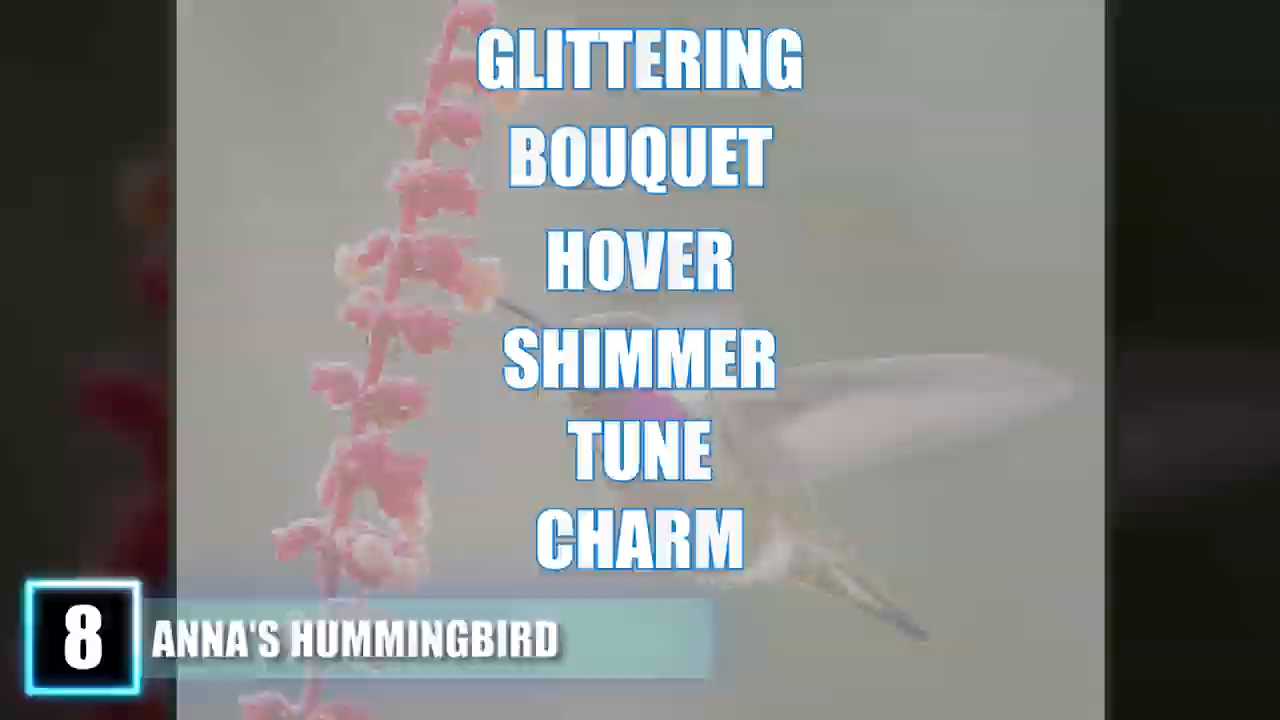 GLITTERING
BOUQUET
HOVER
SHIMMER
TUNE
CHARM
8
ANNA'S HUMMINGBIRD